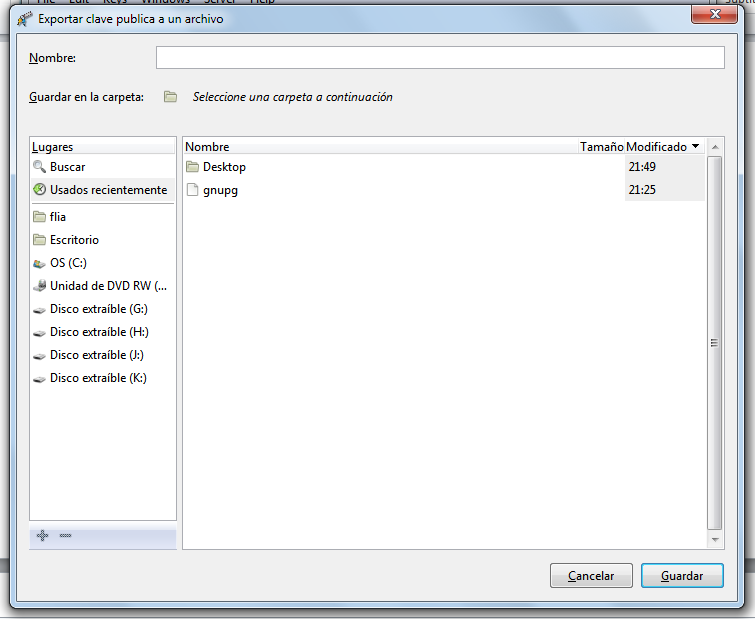 File Edit Keys Windows Server Help
Exportar clave publica a un archivo
Nombre:
Guardar en la carpeta: Seleccione una carpeta a continuación
Lugares
Buscar
Usados recientemente
flia
Escritorio
OS (C:)
Unidad de DVD RW (...
Disco extraíble (G:)
Disco extraíble (H:)
Disco extraíble (J:)
Disco extraíble (K:)
Nombre Tamaño Modificado
Desktop 21:49
gnupg 21:25
Cancelar Guardar